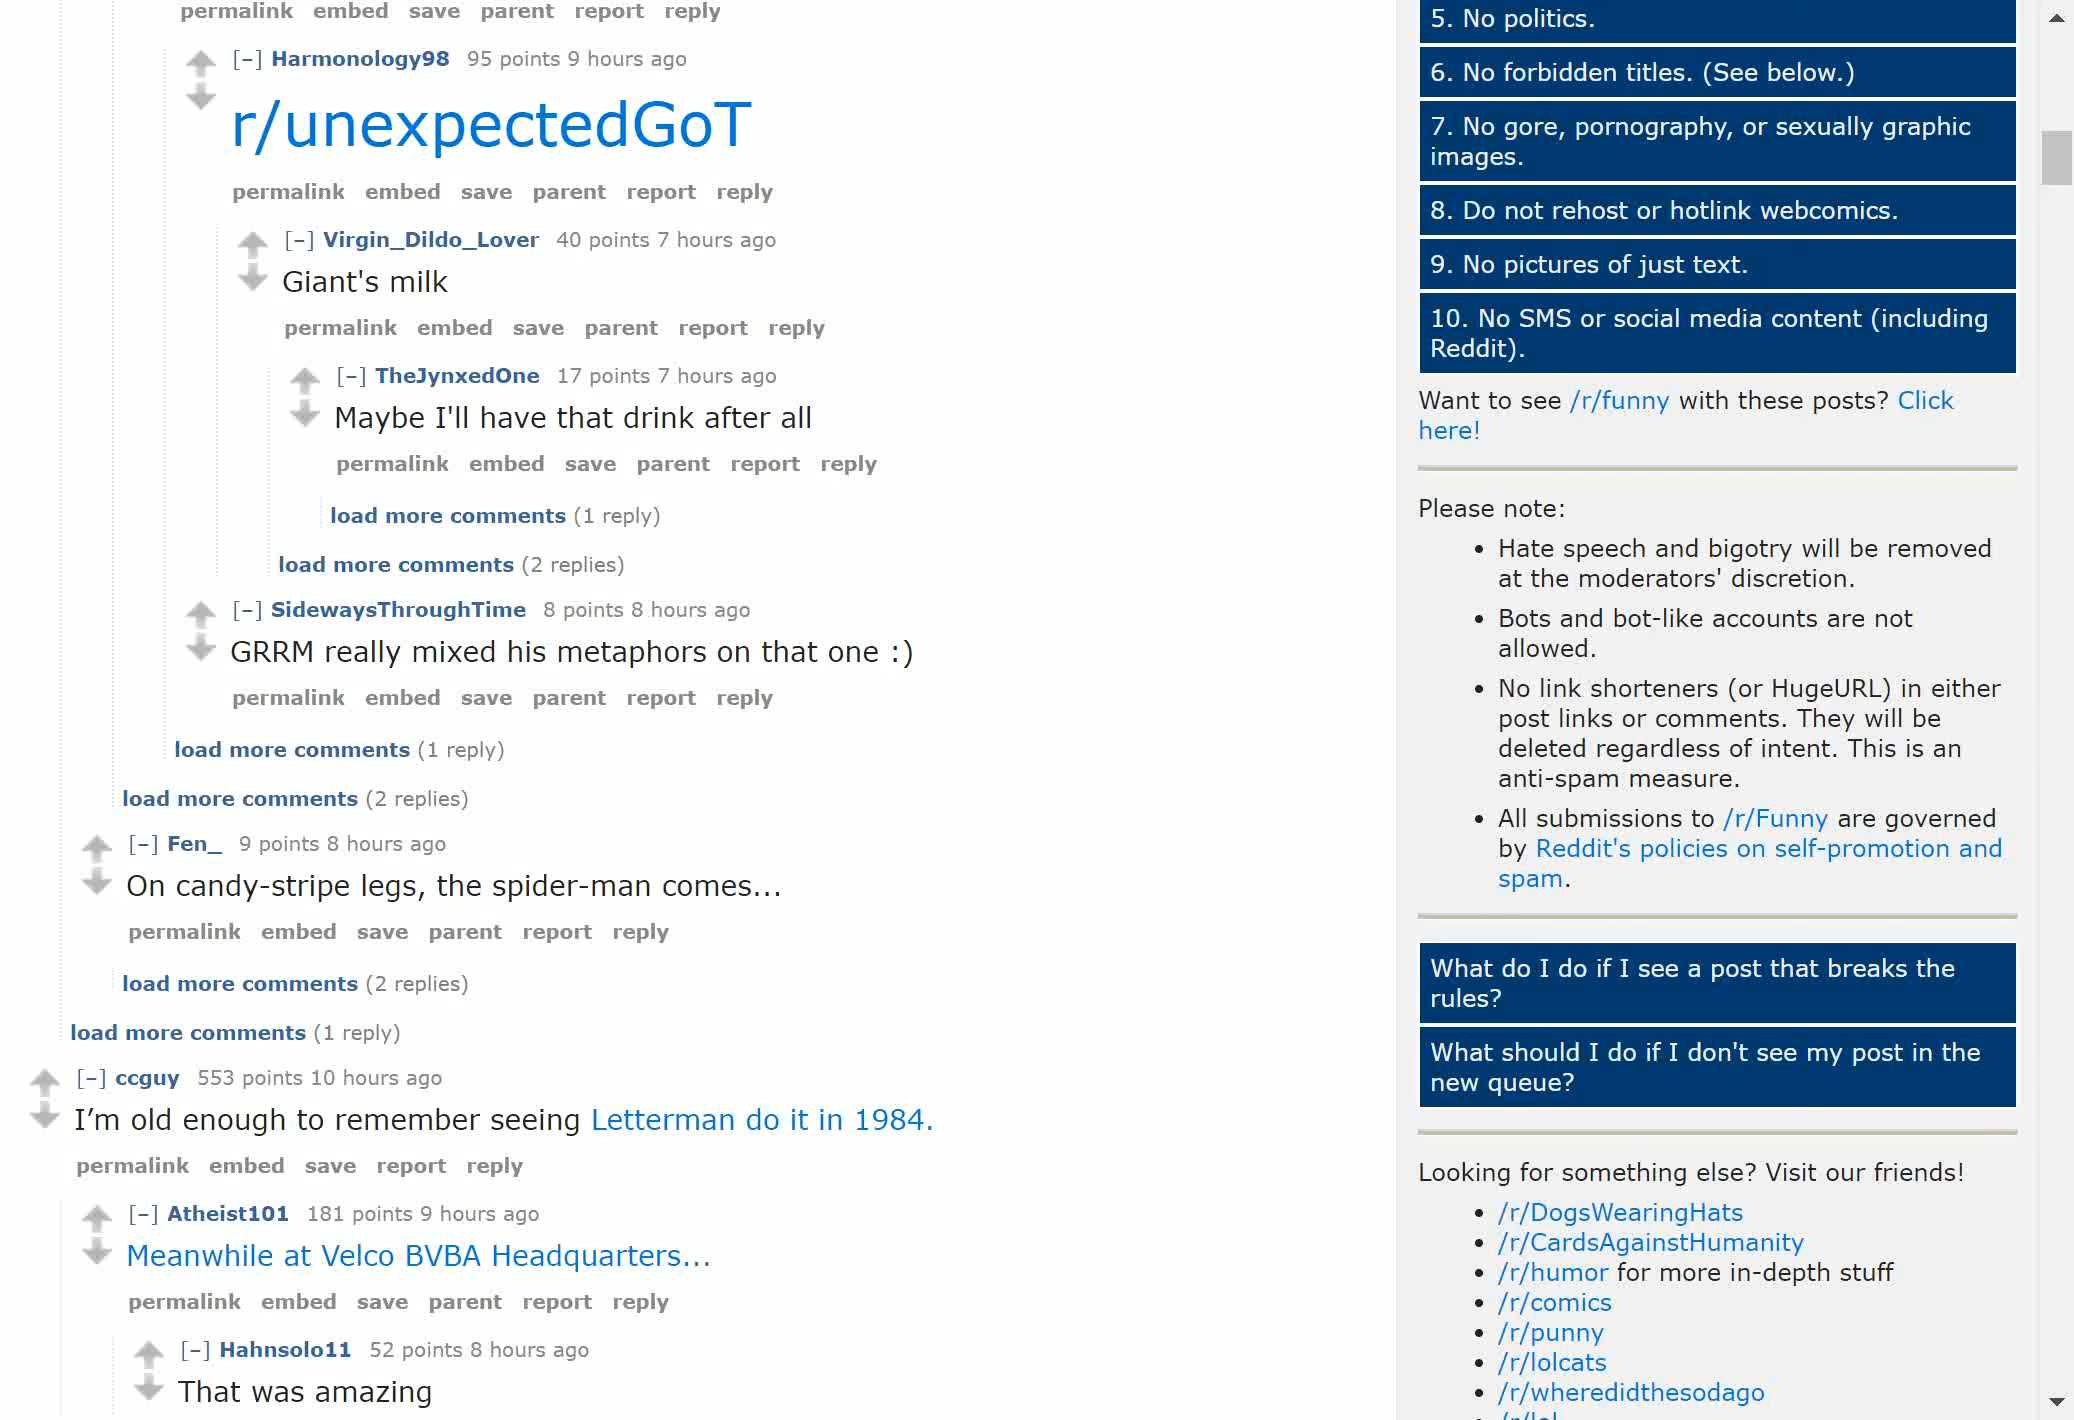 permalink embed save parent report reply
[–] Harmonology98 95 points 9 hours ago
r/unexpectedGoT
permalink embed save parent report reply
[–] Virgin_Dildo_Lover 40 points 7 hours ago
Giant's milk
permalink embed save parent report reply
[–] TheJynxedOne 17 points 7 hours ago
Maybe I'll have that drink after all
permalink embed save parent report reply
load more comments (1 reply)
load more comments (2 replies)
[–] SidewaysThroughTime 8 points 8 hours ago
GRRM really mixed his metaphors on that one :)
permalink embed save parent report reply
load more comments (1 reply)
load more comments (2 replies)
[–] Fen_ 9 points 8 hours ago
On candy-stripe legs, the spider-man comes...
permalink embed save parent report reply
load more comments (2 replies)
load more comments (1 reply)
[–] ccguy 553 points 10 hours ago
I’m old enough to remember seeing Letterman do it in 1984.
permalink embed save report reply
[–] Atheist101 181 points 9 hours ago
Meanwhile at Velco BVBA Headquarters...
permalink embed save parent report reply
[–] Hahnsolo11 52 points 8 hours ago
That was amazing
5. No politics.
6. No forbidden titles. (See below.)
7. No gore, pornography, or sexually graphic
images.
8. Do not rehost or hotlink webcomics.
9. No pictures of just text.
10. No SMS or social media content (including
Reddit).
Want to see /r/funny with these posts? Click
here!
Please note:
• Hate speech and bigotry will be removed
at the moderators' discretion.
• Bots and bot-like accounts are not
allowed.
• No link shorteners (or HugeURL) in either
post links or comments. They will be
deleted regardless of intent. This is an
anti-spam measure.
• All submissions to /r/Funny are governed
by Reddit's policies on self-promotion and
spam.
What do I do if I see a post that breaks the
rules?
What should I do if I don't see my post in the
new queue?
Looking for something else? Visit our friends!
• /r/DogsWearingHats
• /r/CardsAgainstHumanity
• /r/humor for more in-depth stuff
• /r/comics
• /r/punny
• /r/lolcats
• /r/wheredidthesodago